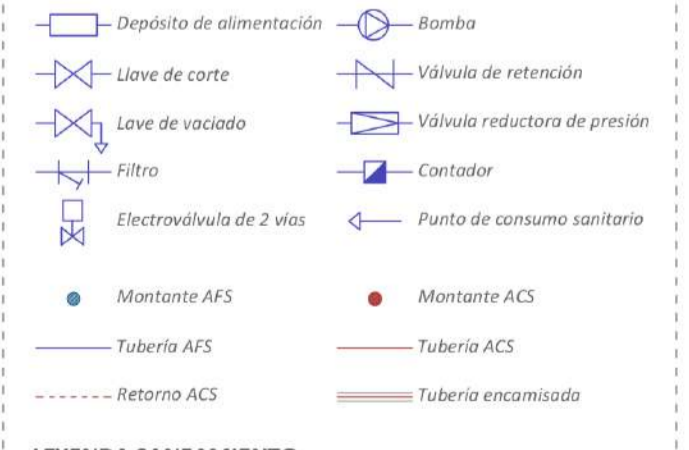 Depósito de alimentación
Bomba
Llave de corte
Válvula de retención
Lave de vaciado
Válvula reductora de presión
Filtro
Contador
Electroválvula de 2 vías
Punto de consumo sanitario
Montante AFS
Montante ACS
Tubería AFS
Tubería ACS
Retorno ACS
Tubería encamisada